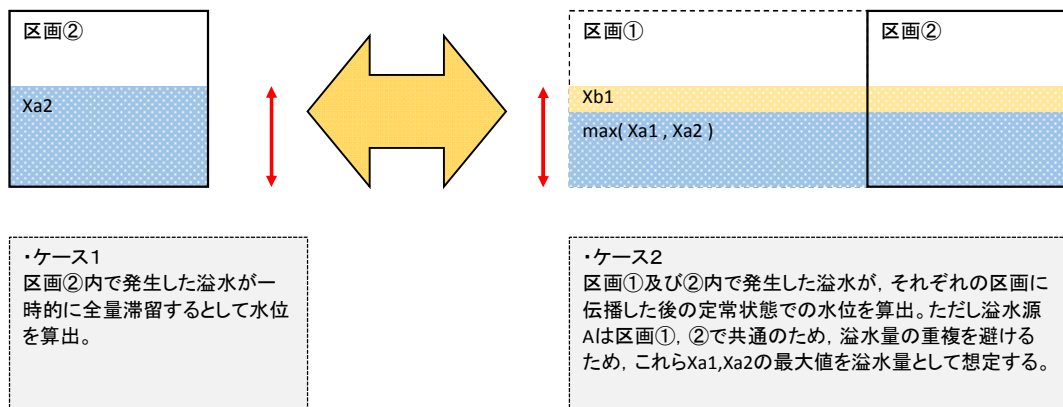 区画②
Xa2
区画①
区画②
Xb1
max( Xa1 , Xa2 )
・ケース1
区画②内で発生した溢水が一
時的に全量滞留するとして水位
を算出。
・ケース2
区画①及び②内で発生した溢水が，それぞれの区画に
伝播した後の定常状態での水位を算出。ただし溢水源
Aは区画①，②で共通のため，溢水量の重複を避ける
ため，これらXa1,Xa2の最大値を溢水量として想定する。